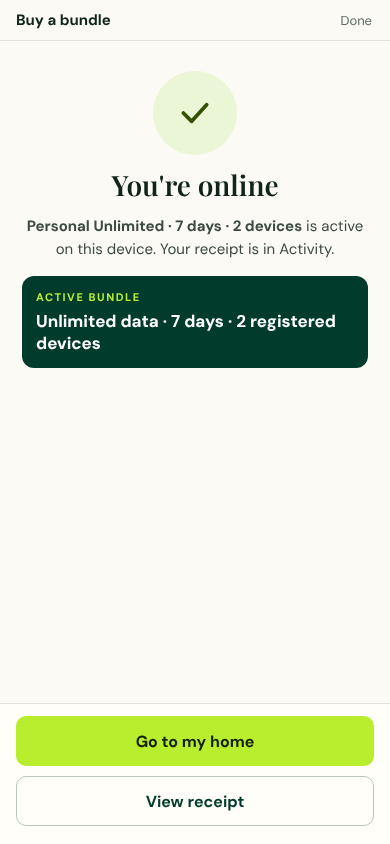 Buy a bundle
Done
You're online
Personal Unlimited · 7 days · 2 devices is active
on this device. Your receipt is in Activity.
ACTIVE BUNDLE
Unlimited data · 7 days · 2 registered
devices
Go to my home
View receipt